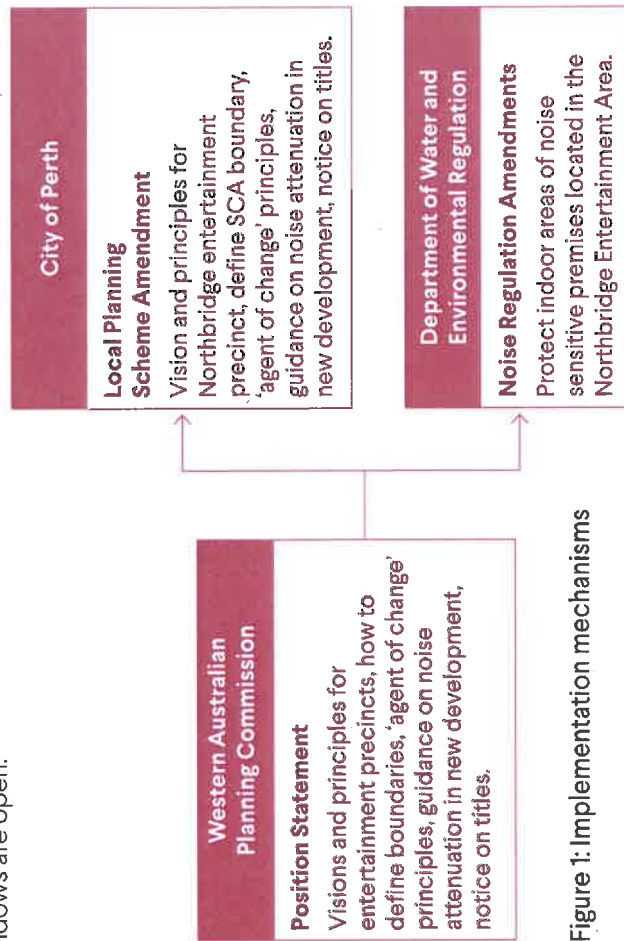 ndows are open.
Western Australian
Planning Commission
Position Statement
Visions and principles for
entertainment precincts, how to
define boundaries, 'agent of change'
principles, guidance on noise
attenuation in new development,
notice on titles.
City of Perth
Local Planning
Scheme Amendment
Vision and principles for
Northbridge entertainment
precinct, define SCA boundary,
'agent of change' principles,
guidance on noise attenuation in
new development, notice on titles.
Department of Water and
Environmental Regulation
Noise Regulation Amendments
Protect indoor areas of noise
sensitive premises located in the
Northbridge Entertainment Area.
Figure 1: Implementation mechanisms